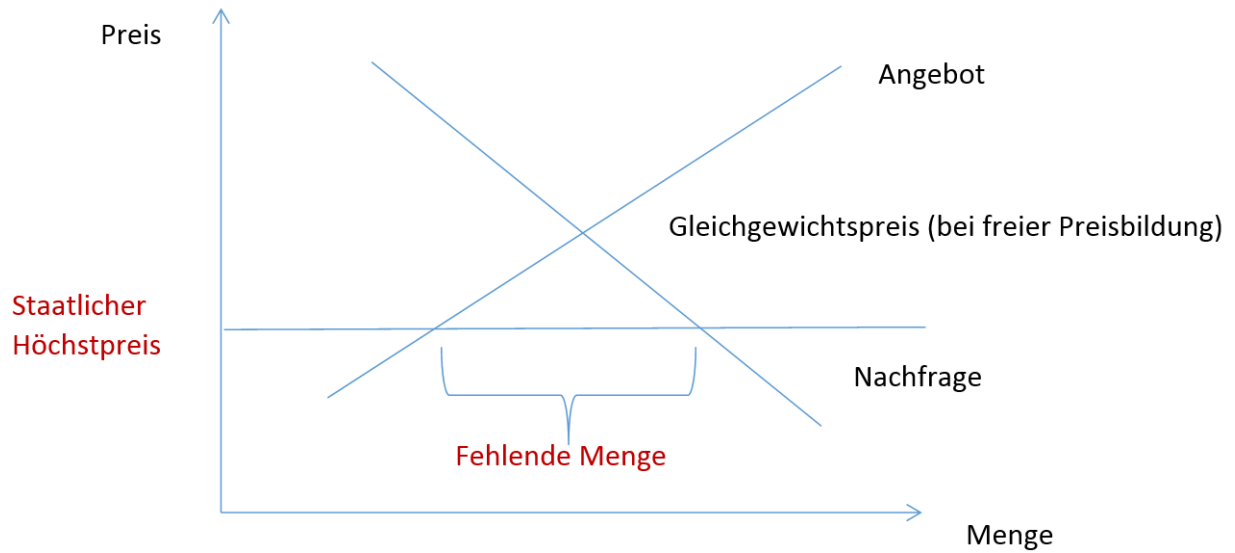 Preis
Angebot
Gleichgewichtspreis (bei freier Preisbildung)
Staatlicher
Höchstpreis
Nachfrage
Fehlende Menge
Menge